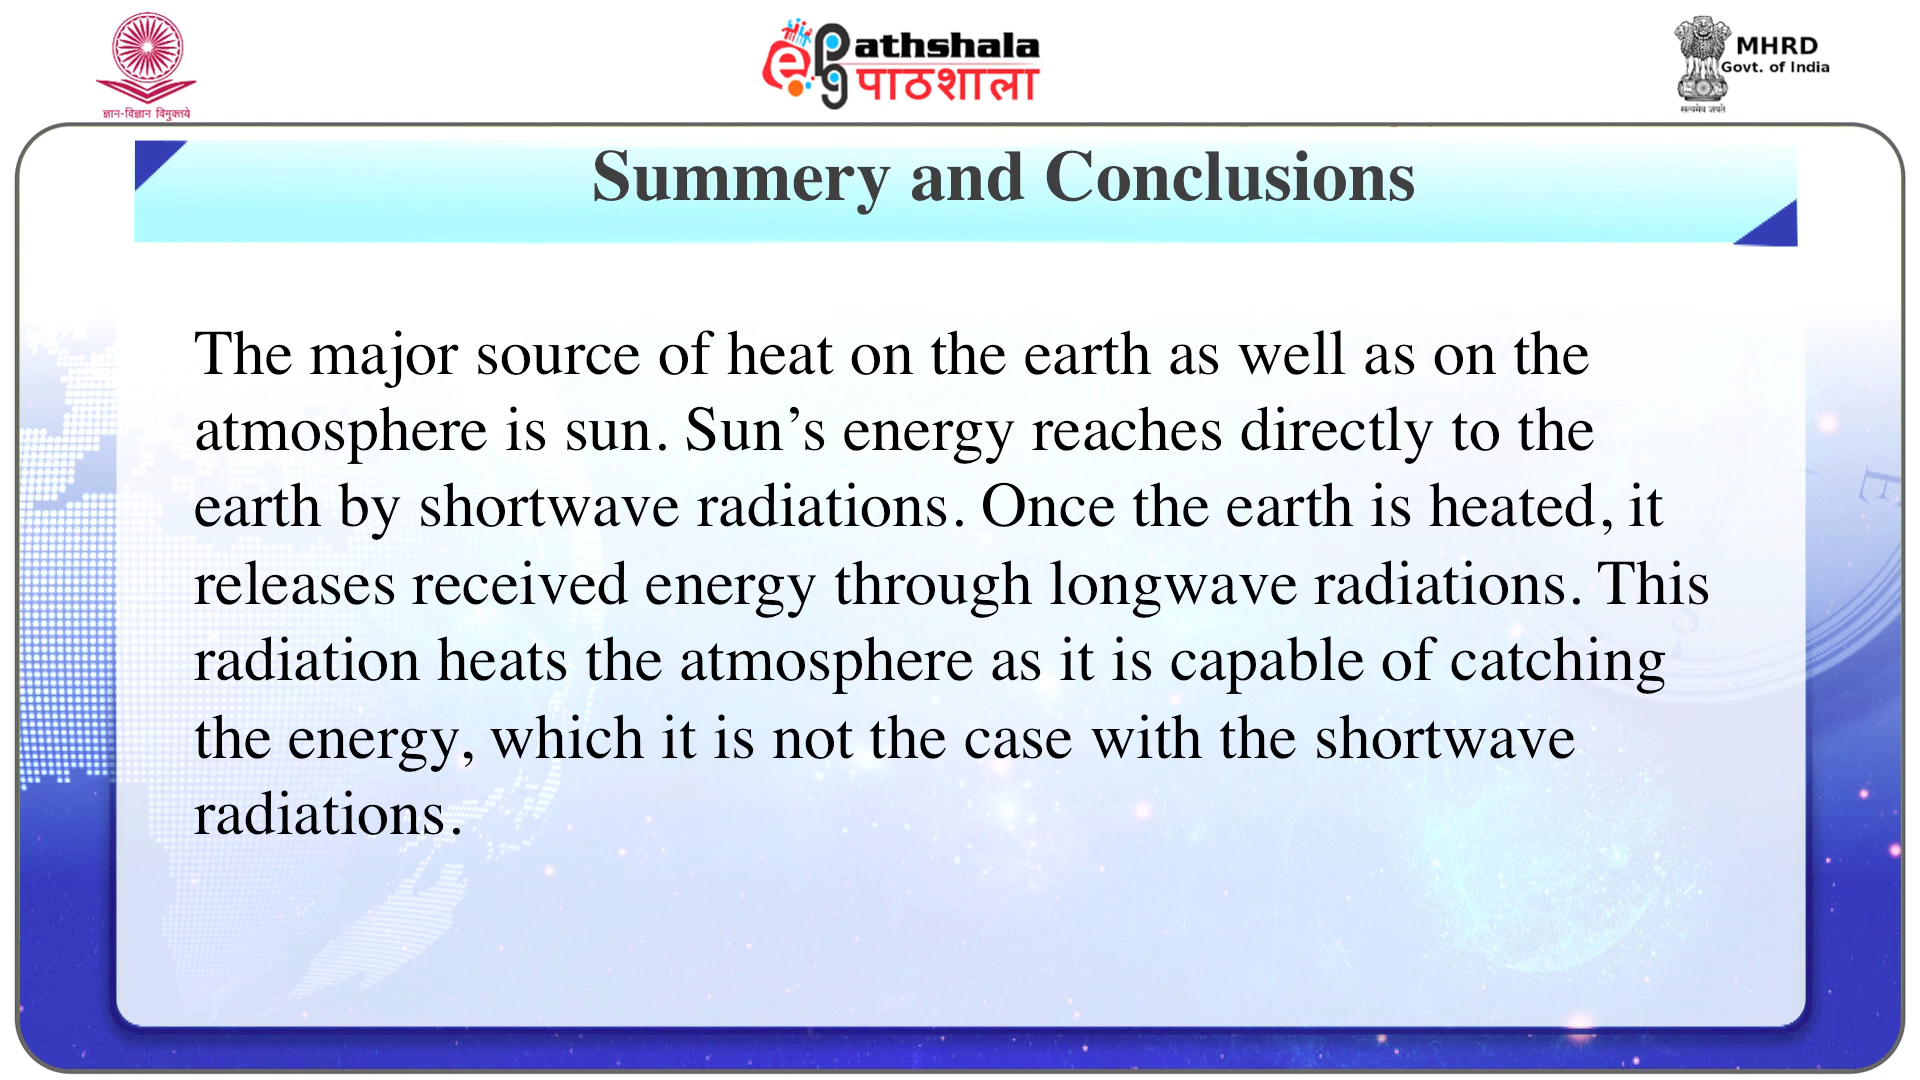 ज्ञान-विज्ञान विमुक्तये
ePG athshala
पाठशाला
MHRD
Govt. of India
सत्यमेव जयते
Summery and Conclusions
The major source of heat on the earth as well as on the
atmosphere is sun. Sun’s energy reaches directly to the
earth by shortwave radiations. Once the earth is heated, it
releases received energy through longwave radiations. This
radiation heats the atmosphere as it is capable of catching
the energy, which it is not the case with the shortwave
radiations.